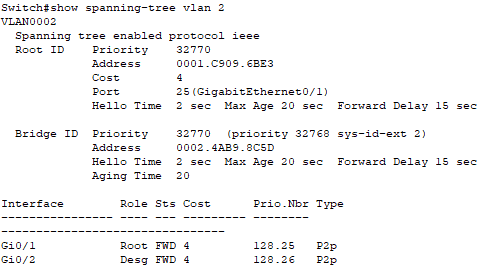 Switch#show spanning-tree vlan 2
VLAN0002
  Spanning tree enabled protocol ieee
  Root ID    Priority    32770
             Address     0001.C909.6BE3
             Cost        4
             Port        25(GigabitEthernet0/1)
             Hello Time  2 sec  Max Age 20 sec  Forward Delay 15 sec

  Bridge ID  Priority    32770  (priority 32768 sys-id-ext 2)
             Address     0002.4AB9.8C5D
             Hello Time  2 sec  Max Age 20 sec  Forward Delay 15 sec
             Aging Time  20

Interface        Role Sts Cost      Prio.Nbr Type
---------------- ---- --- --------- -------- --------------------------------
Gi0/1            Root FWD 4         128.25   P2p
Gi0/2            Desg FWD 4         128.26   P2p